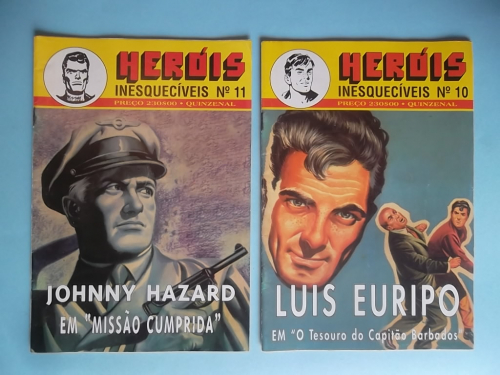 HERÓIS
INESQUECÍVEIS Nº 11
PREÇO 230$00 • QUINZENAL
JOHNNY HAZARD
EM "MISSÃO CUMPRIDA"
HERÓIS
INESQUECÍVEIS Nº 10
PREÇO 230$00 • QUINZENAL
LUIS EURIPO
EM "O Tesouro do Capitão Barbados